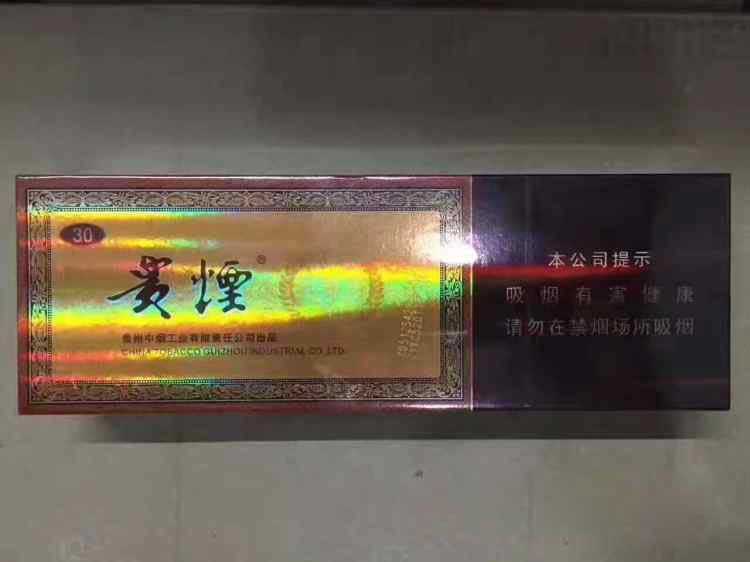 30
貴煙®
贵州中烟工业有限责任公司出品
CHINA TOBACCO GUIZHOU INDUSTRIAL CO.,LTD.
本公司提示
吸烟有害健康
请勿在禁烟场所吸烟